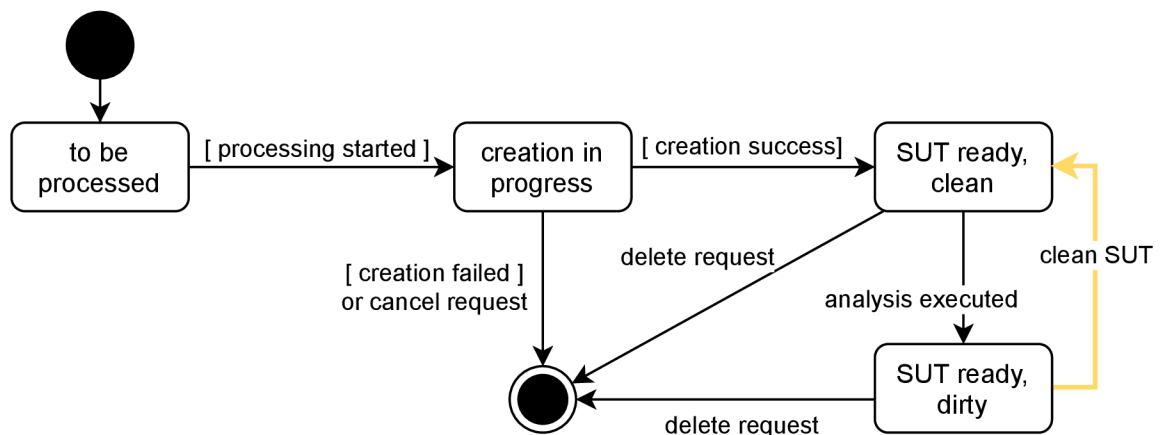 to be
processed
[ processing started ]
creation in
progress
[ creation success]
SUT ready,
clean
[ creation failed ]
or cancel request
delete request
clean SUT
analysis executed
SUT ready,
dirty
delete request